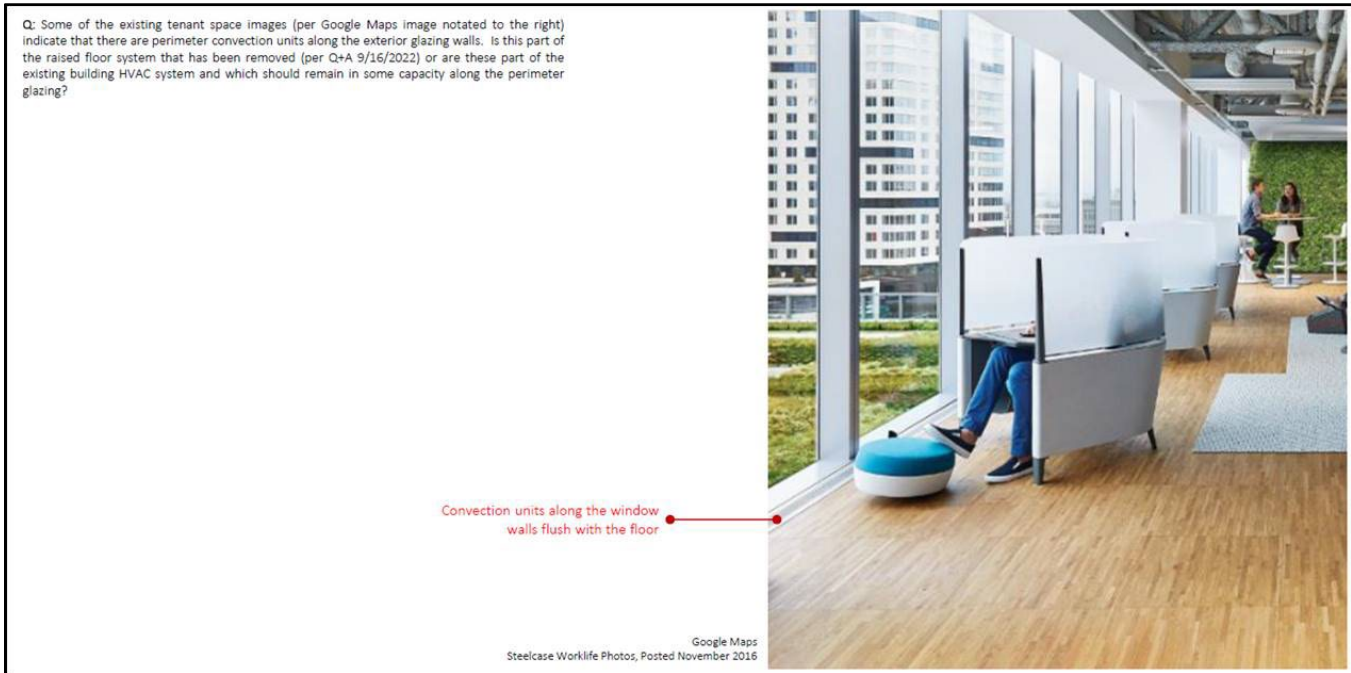 Q: Some of the existing tenant space images (per Google Maps image notated to the right)
indicate that there are perimeter convection units along the exterior glazing walls. Is this part of
the raised floor system that has been removed (per Q+A 9/16/2022) or are these part of the
existing building HVAC system and which should remain in some capacity along the perimeter
glazing?
Convection units along the window
walls flush with the floor
Google Maps
Steelcase Worklife Photos, Posted November 2016